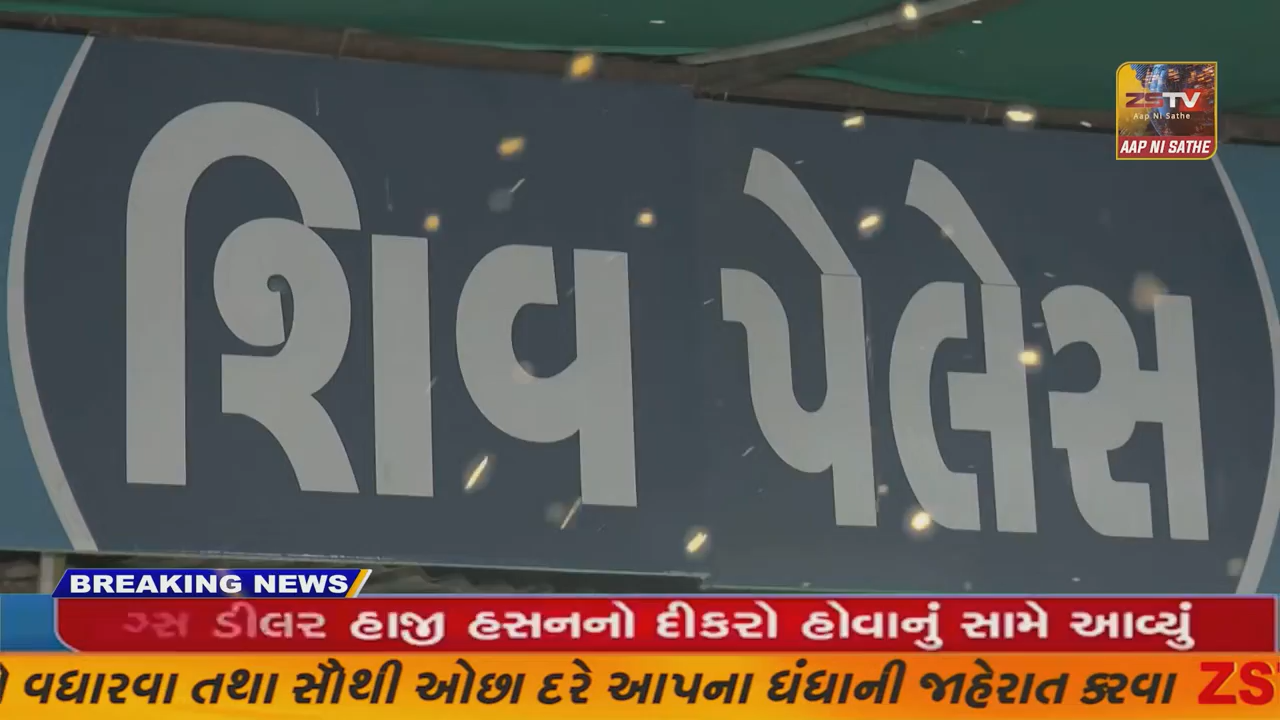 શિવ પેલેસ
ZSTV
Aap Ni Sathe
AAP NI SATHE
BREAKING NEWS
ડીલર હાજી હસનનો દીકરો હોવાનું સામે આવ્યું
વધારવા તથા સૌથી ઓછા દરે આપના ધંધાની જાહેરાત કરવા